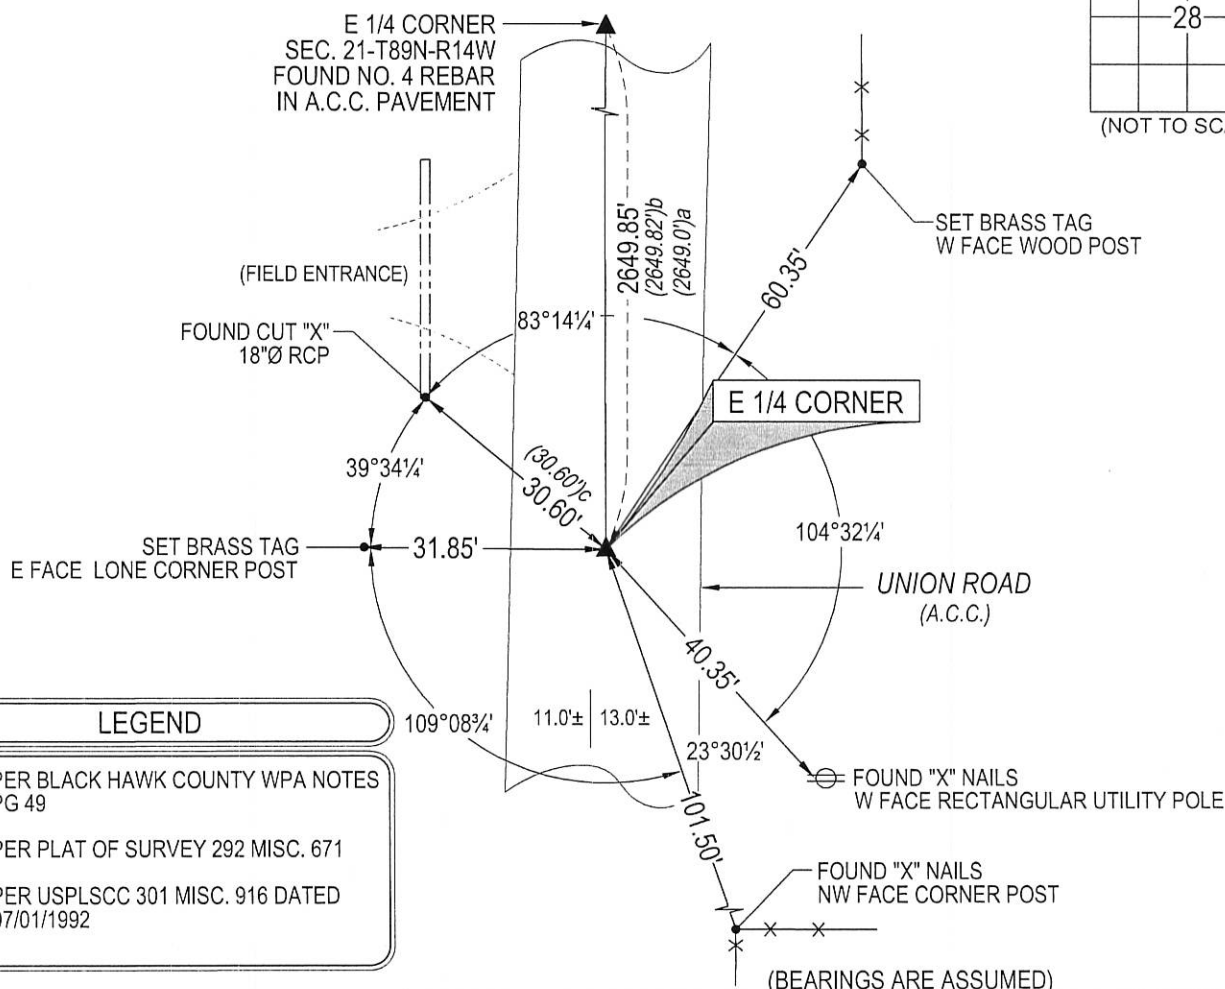 E 1/4 CORNER
SEC. 21-T89N-R14W
FOUND NO. 4 REBAR
IN A.C.C. PAVEMENT
28
(NOT TO SC
SET BRASS TAG
W FACE WOOD POST
2649.85'
(2649.82')b
(2649.0')a
60.35'
(FIELD ENTRANCE)
FOUND CUT "X"
18"Ø RCP
83°14¼'
E 1/4 CORNER
39°34¼'
(30.60')c
30.60'
SET BRASS TAG
E FACE LONE CORNER POST
31.85'
104°32¼'
UNION ROAD
(A.C.C.)
40.35'
109°08¾'
11.0'± 13.0'±
23°30½'
101.50'
FOUND "X" NAILS
W FACE RECTANGULAR UTILITY POLE
FOUND "X" NAILS
NW FACE CORNER POST
(BEARINGS ARE ASSUMED)
LEGEND
PER BLACK HAWK COUNTY WPA NOTES
PG 49
PER PLAT OF SURVEY 292 MISC. 671
PER USPLSCC 301 MISC. 916 DATED
07/01/1992